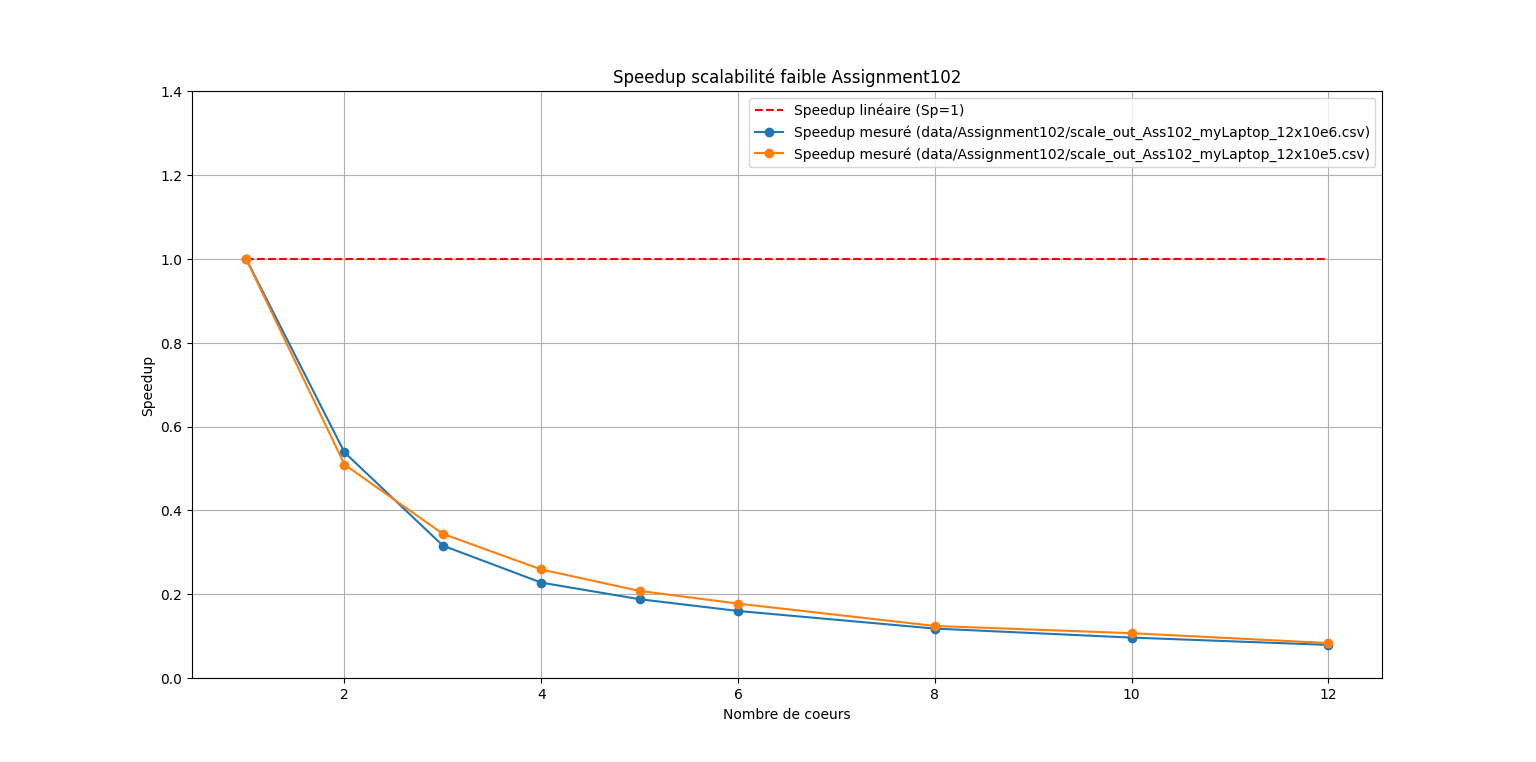 Speedup scalabilité faible Assignment102
Speedup linéaire (Sp=1)
Speedup mesuré (data/Assignment102/scale_out_Ass102_myLaptop_12x10e6.csv)
Speedup mesuré (data/Assignment102/scale_out_Ass102_myLaptop_12x10e5.csv)
Speedup
1.4
1.2
1.0
0.8
0.6
0.4
0.2
0.0
2 4 6 8 10 12
Nombre de coeurs